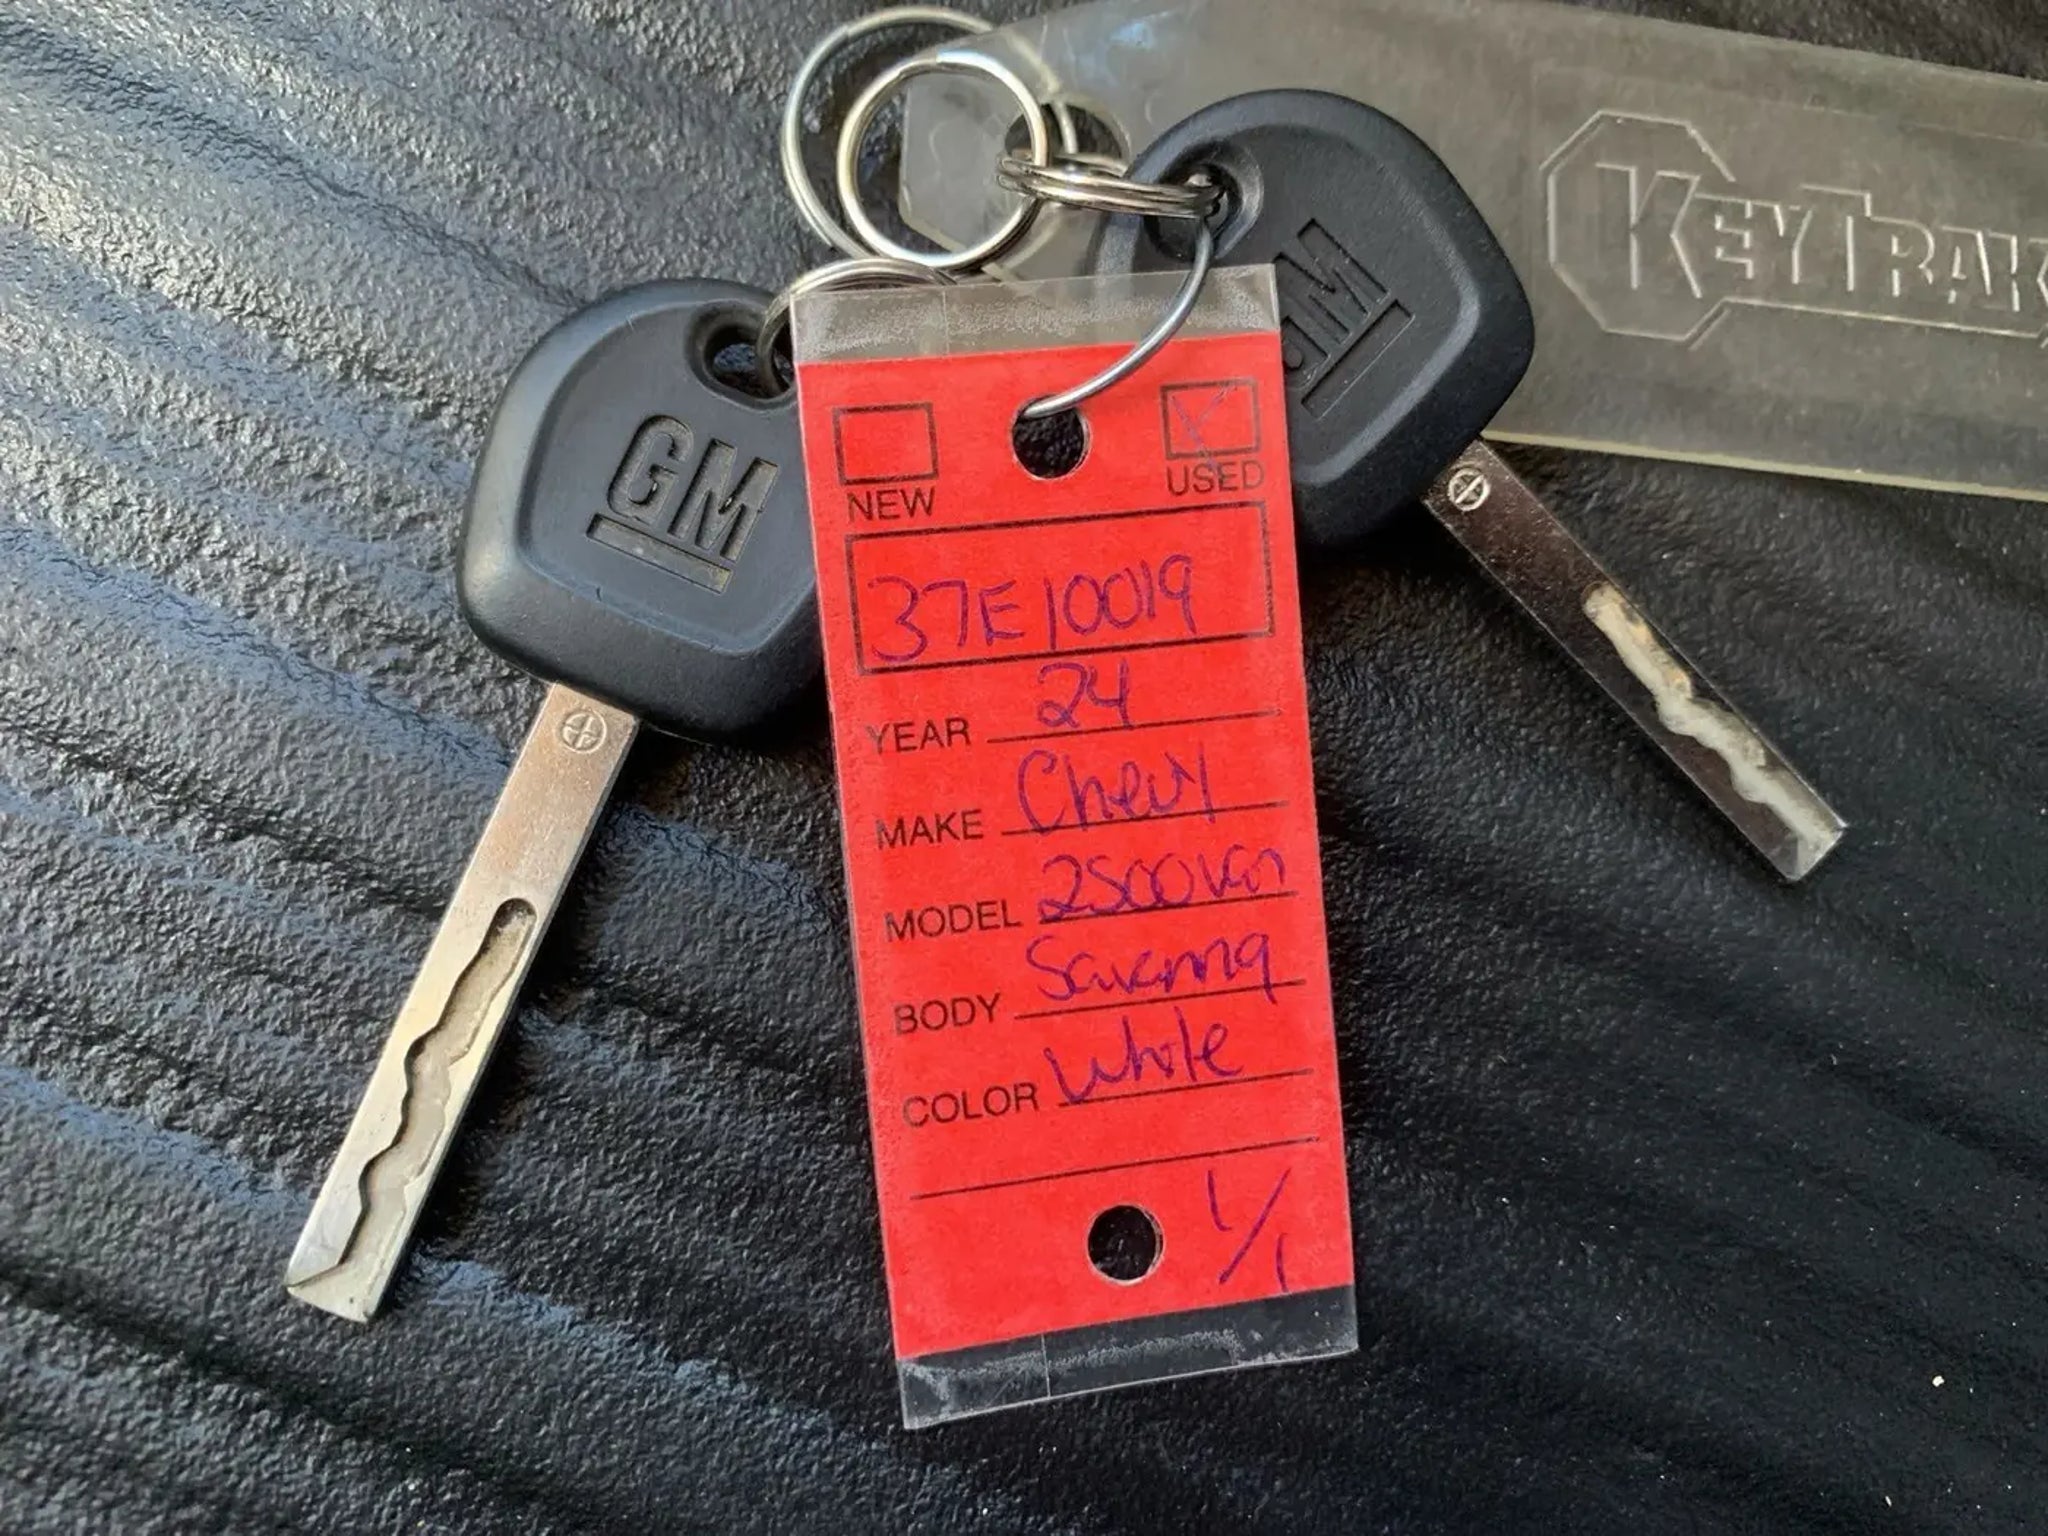 KEYTRAK
GM
GM
NEW
USED
37E10019
YEAR 24
MAKE Chevy
MODEL 2500 Van
BODY Savanna
COLOR White
1/1